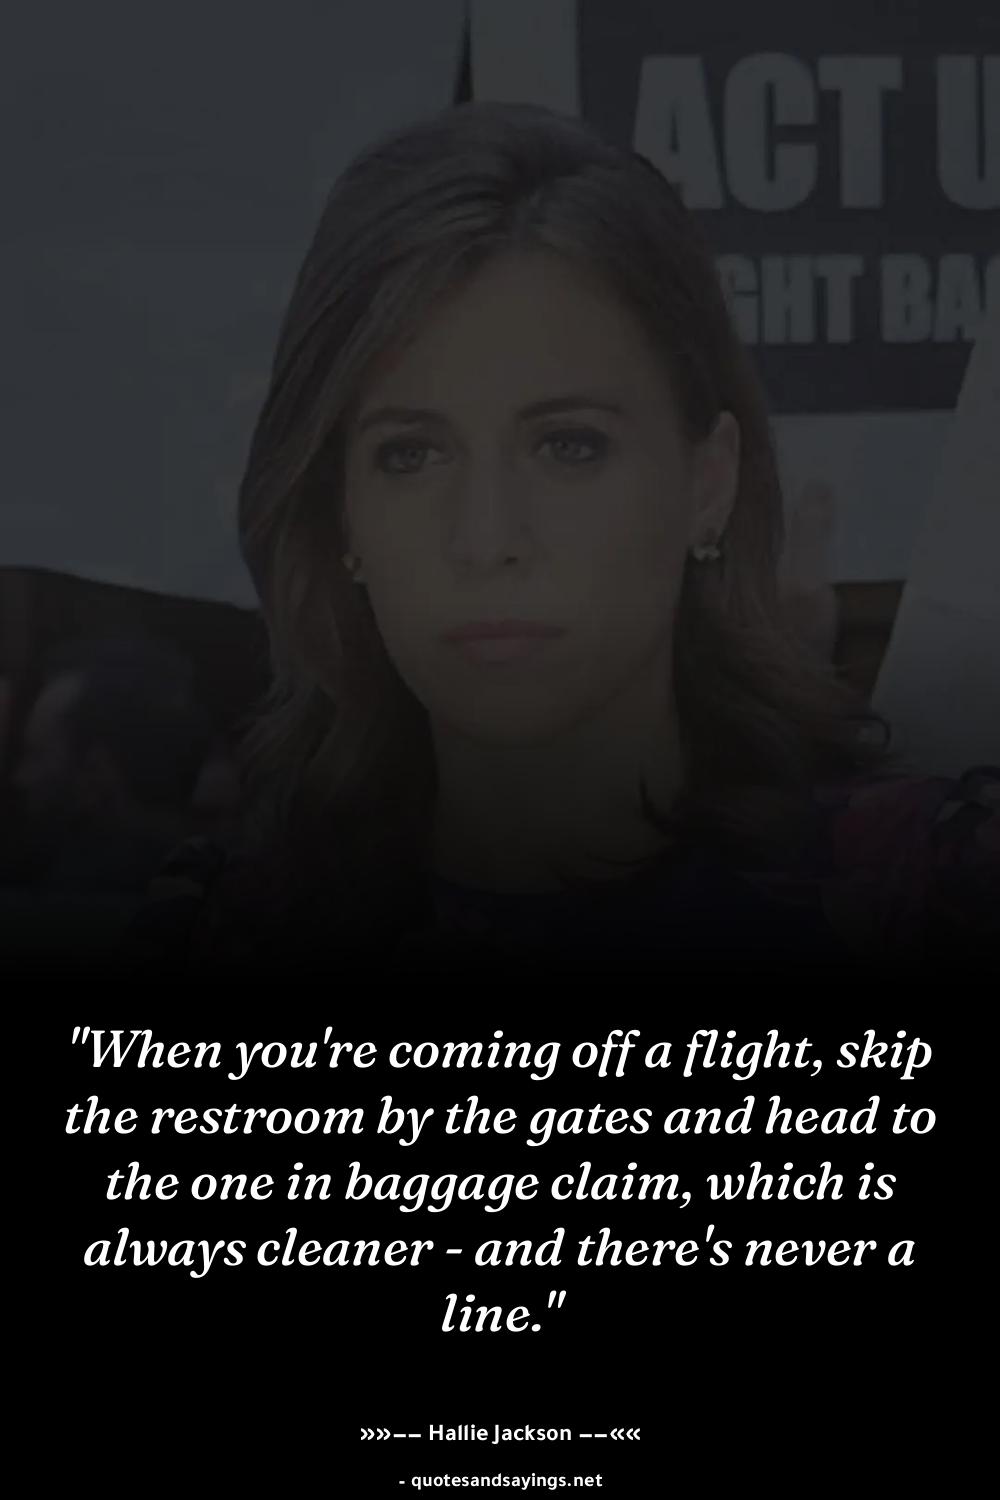 ACT U
GHT BAC
"When you're coming off a flight, skip
the restroom by the gates and head to
the one in baggage claim, which is
always cleaner - and there's never a
line."
»»−− Hallie Jackson −−««
- quotesandsayings.net